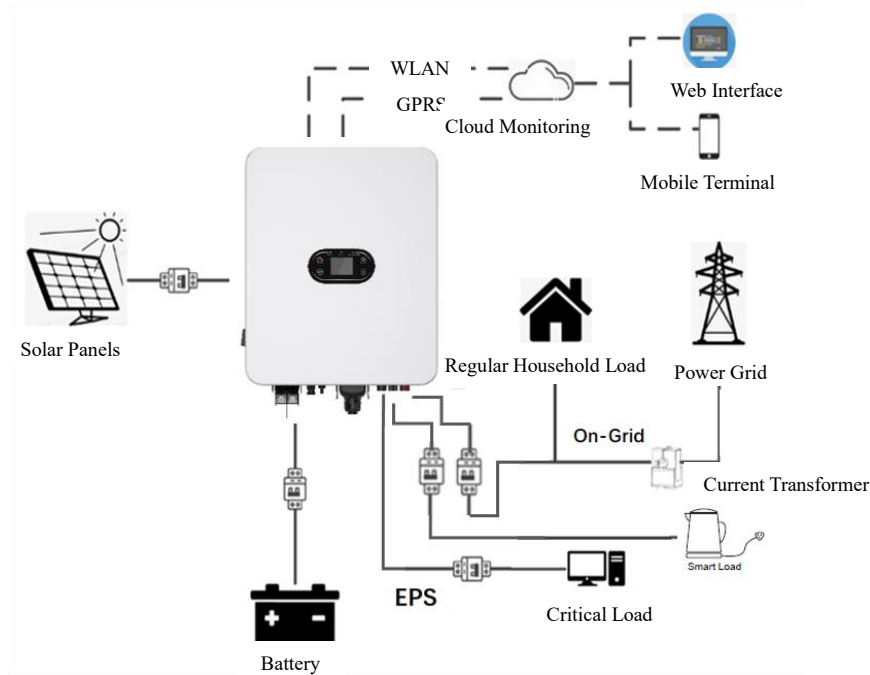 WLAN
GPRS
Cloud Monitoring
Web Interface
Mobile Terminal
Solar Panels
Regular Household Load
Power Grid
On-Grid
Current Transformer
Smart Load
EPS
Critical Load
Battery